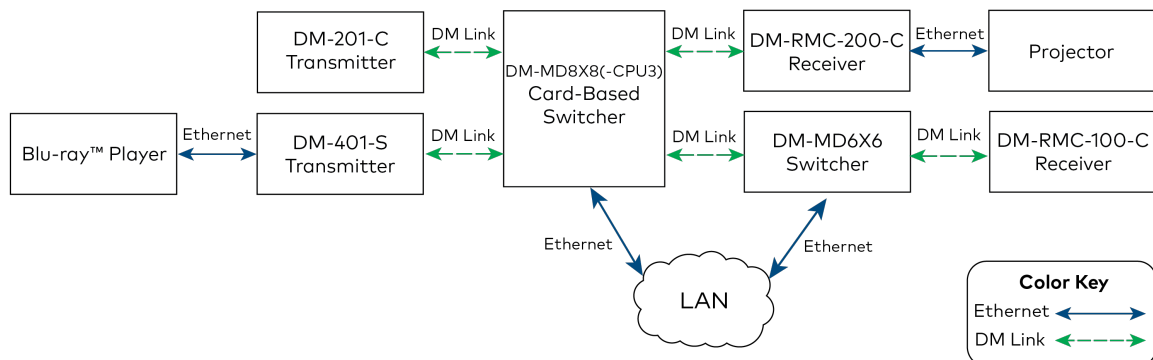 DM-201-C
Transmitter
DM Link
DM-MD8X8(-CPU3)
Card-Based
Switcher
DM Link
DM-RMC-200-C
Receiver
Ethernet
Projector
Blu-ray™ Player
Ethernet
DM-401-S
Transmitter
DM Link
DM Link
DM-MD6X6
Switcher
DM Link
DM-RMC-100-C
Receiver
Ethernet
Ethernet
LAN
Color Key
Ethernet
DM Link